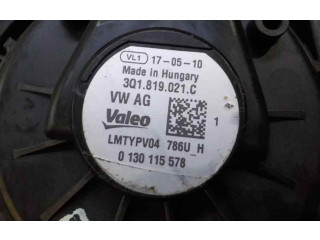 VL1 17-05-10
Made in Hungary
3Q1.819.021.C
VW AG
Valeo
1
LMTYPV04 786U_H
0 130 115 578